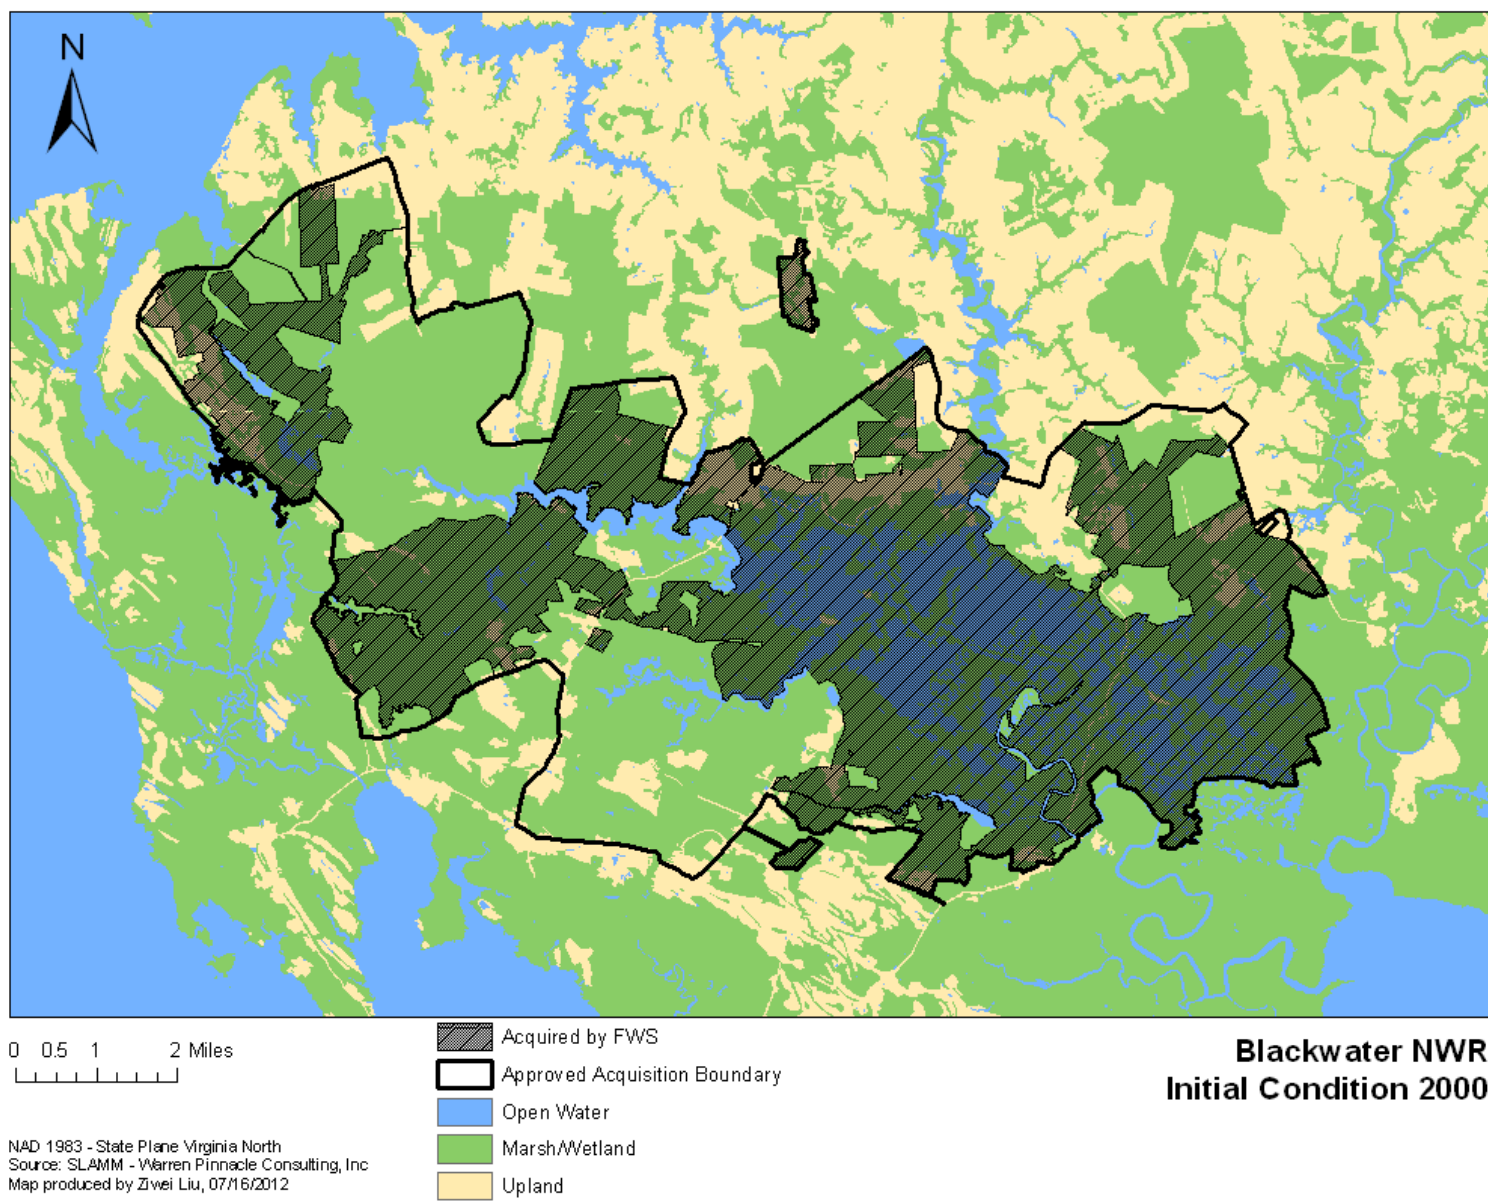 N
0 0.5 1 2 Miles
Acquired by FWS
Approved Acquisition Boundary
Open Water
Marsh/Wetland
Upland
Blackwater NWR
Initial Condition 2000
NAD 1983 - State Plane Virginia North
Source: SLAMM - Warren Pinnacle Consulting, Inc
Map produced by Ziwei Liu, 07/16/2012